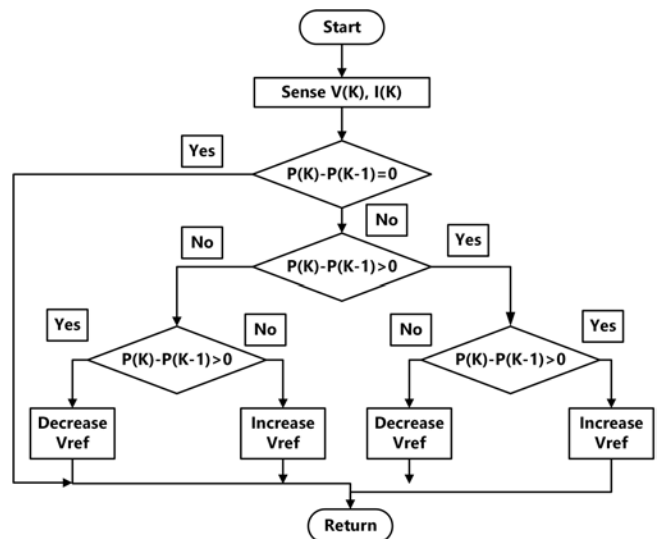 Start
Sense V(K), I(K)
Yes
P(K)-P(K-1)=0
No
No
Yes
P(K)-P(K-1)>0
Yes
No
No
Yes
P(K)-P(K-1)>0
P(K)-P(K-1)>0
Decrease
Vref
Increase
Vref
Decrease
Vref
Increase
Vref
Return